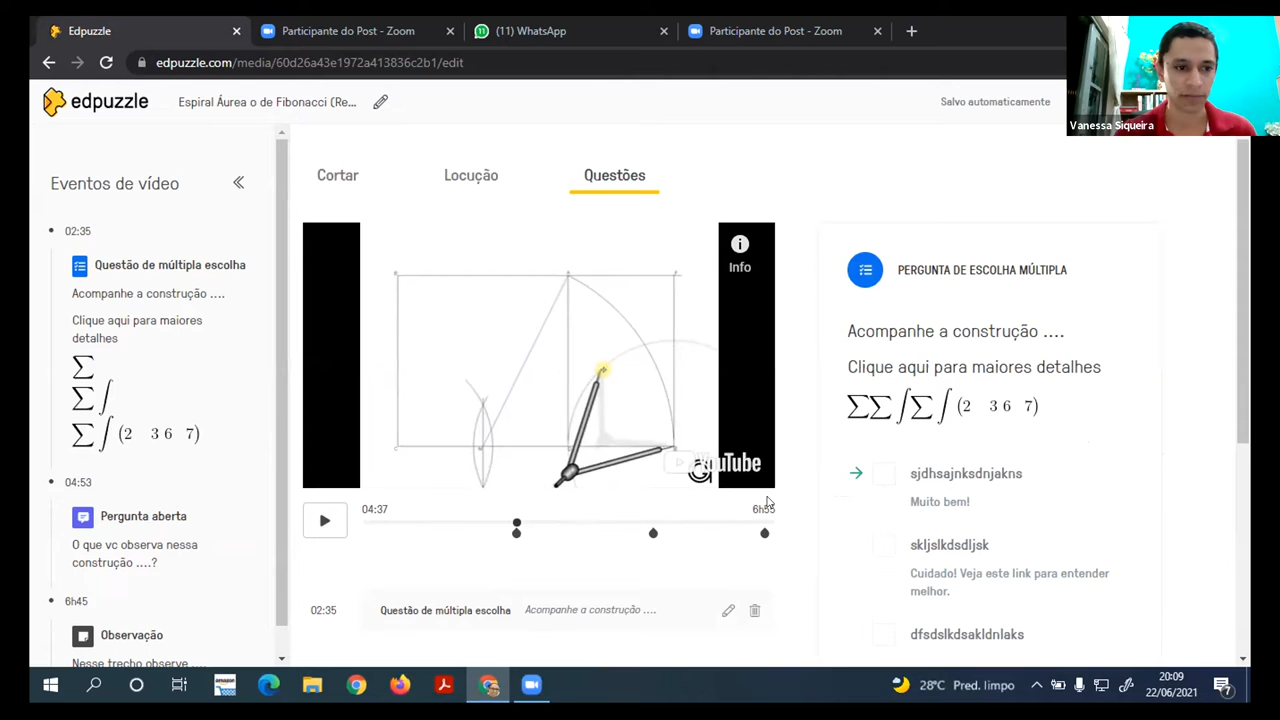 Edpuzzle
Participante do Post - Zoom
(11) WhatsApp
Participante do Post - Zoom
edpuzzle.com/media/60d26a43e1972a413836c2b1/edit
edpuzzle
Espiral Áurea o de Fibonacci (Re...
Salvo automaticamente
Vanessa Siqueira
Eventos de vídeo
02:35
Questão de múltipla escolha
Acompanhe a construção ....
Clique aqui para maiores
detalhes
∑
∑ ∫
∑ ∫ (2 3 6 7)
04:53
Pergunta aberta
O que vc observa nessa
construção ....?
6h45
Observação
Nesse trecho observe ....
Cortar
Locução
Questões
Info
YouTube
04:37
6h55
02:35
Questão de múltipla escolha
Acompanhe a construção ....
PERGUNTA DE ESCOLHA MÚLTIPLA
Acompanhe a construção ....
Clique aqui para maiores detalhes
∑∑ ∫∑ ∫ (2 3 6 7)
sjdhsajnksdnjakns
Muito bem!
skljslkdsdljsk
Cuidado! Veja este link para entender
melhor.
dfsdslkdsakldnlaks
amazon
28°C Pred. limpo
20:09
22/06/2021
7